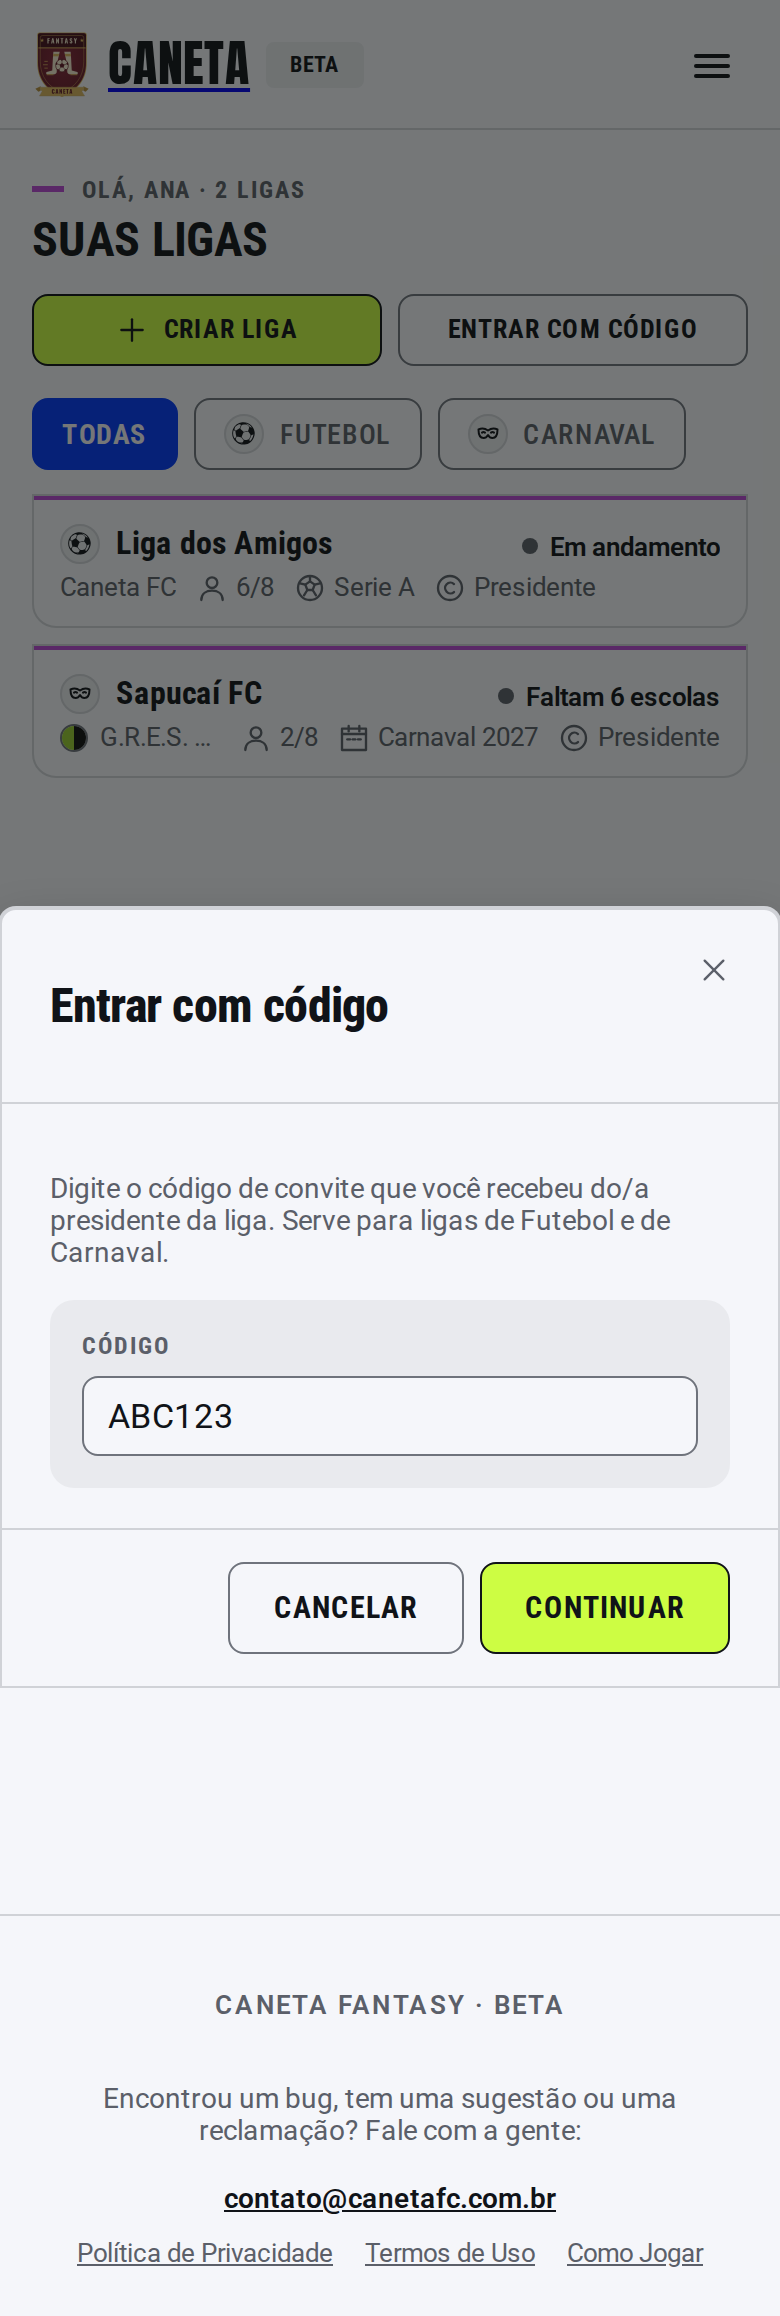 FANTASY
CANETA
CANETA
BETA
OLÁ, ANA · 2 LIGAS
SUAS LIGAS
CRIAR LIGA
ENTRAR COM CÓDIGO
TODAS
FUTEBOL
CARNAVAL
Liga dos Amigos
Em andamento
Caneta FC 6/8 Serie A Presidente
Sapucaí FC
Faltam 6 escolas
G.R.E.S. ... 2/8 Carnaval 2027 Presidente
Entrar com código
Digite o código de convite que você recebeu do/a
presidente da liga. Serve para ligas de Futebol e de
Carnaval.
CÓDIGO
ABC123
CANCELAR
CONTINUAR
CANETA FANTASY · BETA
Encontrou um bug, tem uma sugestão ou uma
reclamação? Fale com a gente:
contato@canetafc.com.br
Política de Privacidade Termos de Uso Como Jogar